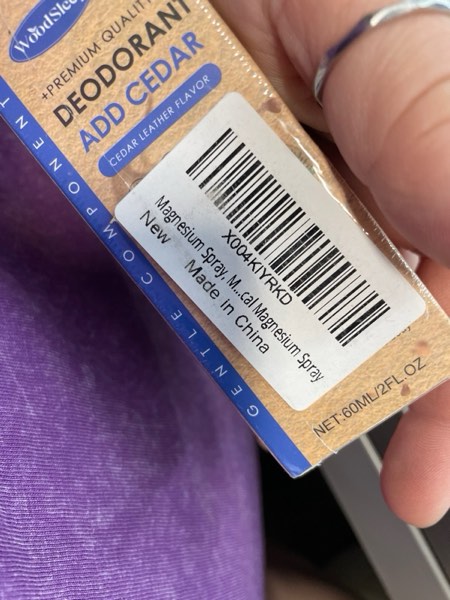 WoodSleep
+PREMIUM QUALITY
DEODORANT
ADD CEDAR
CEDAR LEATHER FLAVOR
GENTLE COMPONENT
X004KIYRKD
Magnesium Spray, M...cal Magnesium Spray
New
Made in China
NET:60ML/2FL.OZ